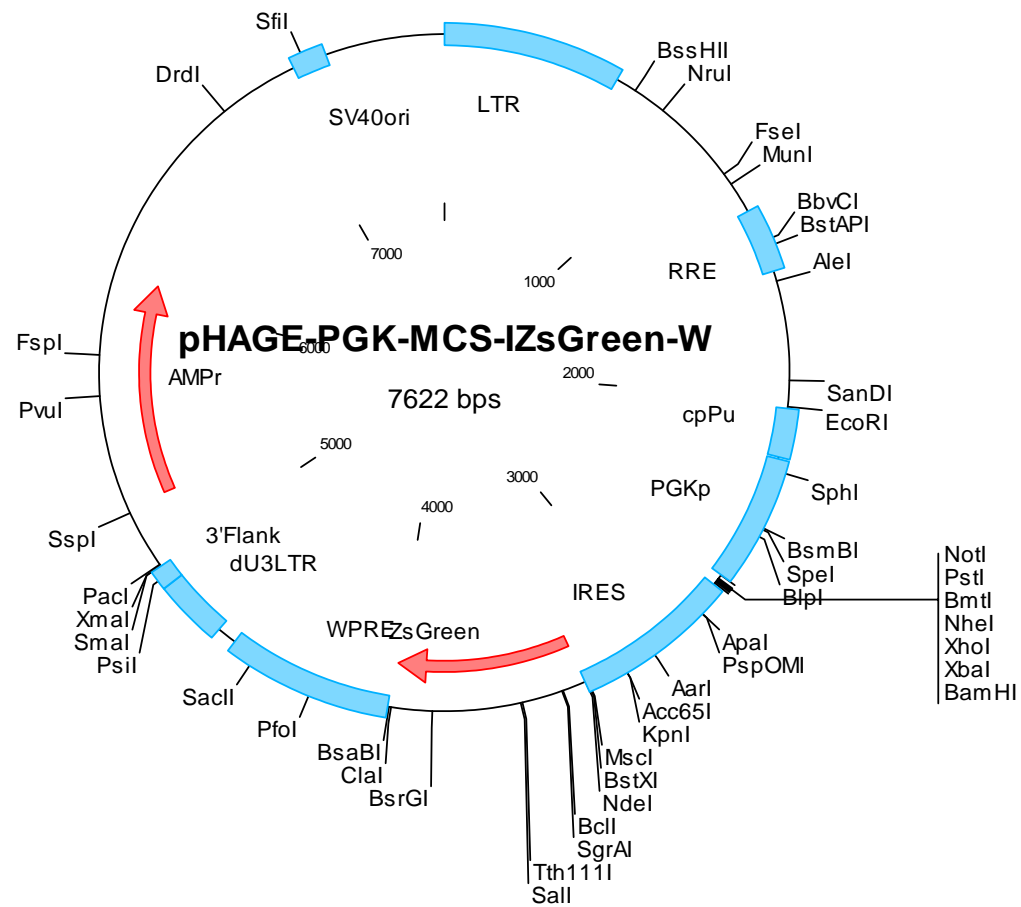 SfiI
DrdI
SV40ori
LTR
BssHII
NruI
FseI
MunI
BbvCI
BstAPI
AleI
RRE
7000
1000
pHAGE-PGK-MCS-IZsGreen-W
7622 bps
6000
2000
FspI
PvuI
AMPr
SanDI
EcoRI
cpPu
5000
3000
4000
PGKp
SphI
BsmBI
SpeI
BlpI
NotI
PstI
BmtI
NheI
XhoI
XbaI
BamHI
SspI
3'Flank
dU3LTR
IRES
PacI
XmaI
SmaI
PsiI
WPRE
ZsGreen
ApaI
PspOMI
AarI
Acc65I
KpnI
SacII
PfoI
BsaBI
ClaI
BsrGI
MscI
BstXI
NdeI
BclI
SgrAI
Tth111I
SalI